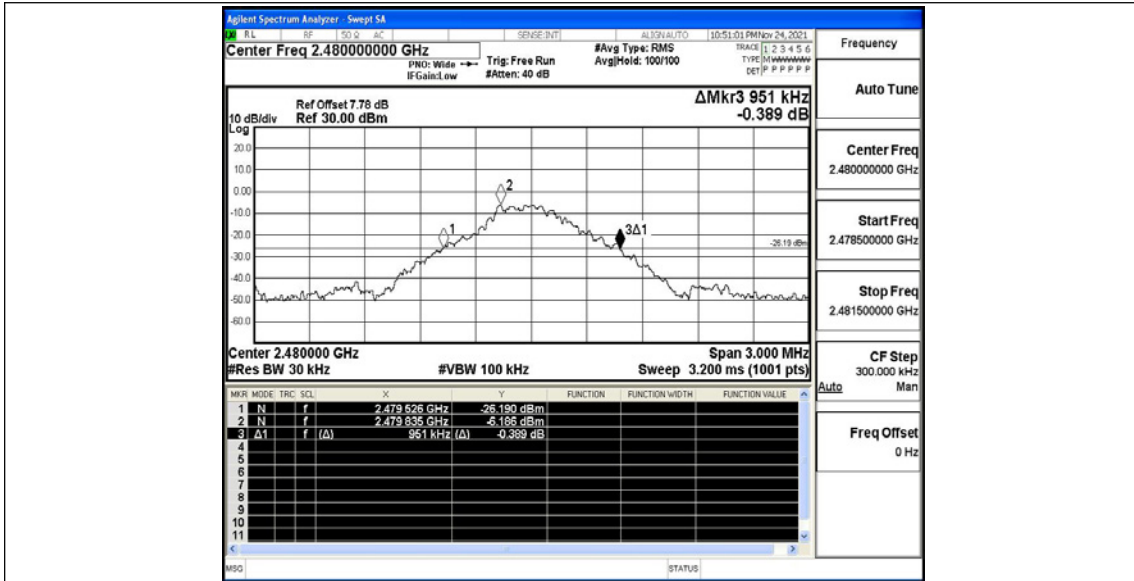 Agilent Spectrum Analyzer - Swept SA
RL RF 50 Ω AC SENSE:INT ALIGNAUTO 10:51:01 PM Nov 24, 2021
Center Freq 2.480000000 GHz
PNO: Wide
IFGain:Low
Trig: Free Run
#Atten: 40 dB
#Avg Type: RMS
Avg|Hold: 100/100
TRACE 1 2 3 4 5 6
TYPE M
DET P P P P P P
Ref Offset 7.78 dB
Ref 30.00 dBm
10 dB/div
Log
ΔMkr3 951 kHz
-0.389 dB
20.0
10.0
0.00
-10.0
-20.0
-30.0
-40.0
-50.0
-60.0
1
2
3Δ1
-26.19 dBm
Center 2.480000 GHz
Span 3.000 MHz
#Res BW 30 kHz
#VBW 100 kHz
Sweep 3.200 ms (1001 pts)
MKR MODE TRC SCL X Y FUNCTION FUNCTION WIDTH FUNCTION VALUE
1 N f 2.479 526 GHz -26.190 dBm
2 N f 2.479 835 GHz -6.186 dBm
3 Δ1 f (Δ) 951 kHz (Δ) -0.389 dB
4
5
6
7
8
9
10
11
MSG
STATUS
Frequency
Auto Tune
Center Freq
2.480000000 GHz
Start Freq
2.478500000 GHz
Stop Freq
2.481500000 GHz
CF Step
300.000 kHz
Auto Man
Freq Offset
0 Hz